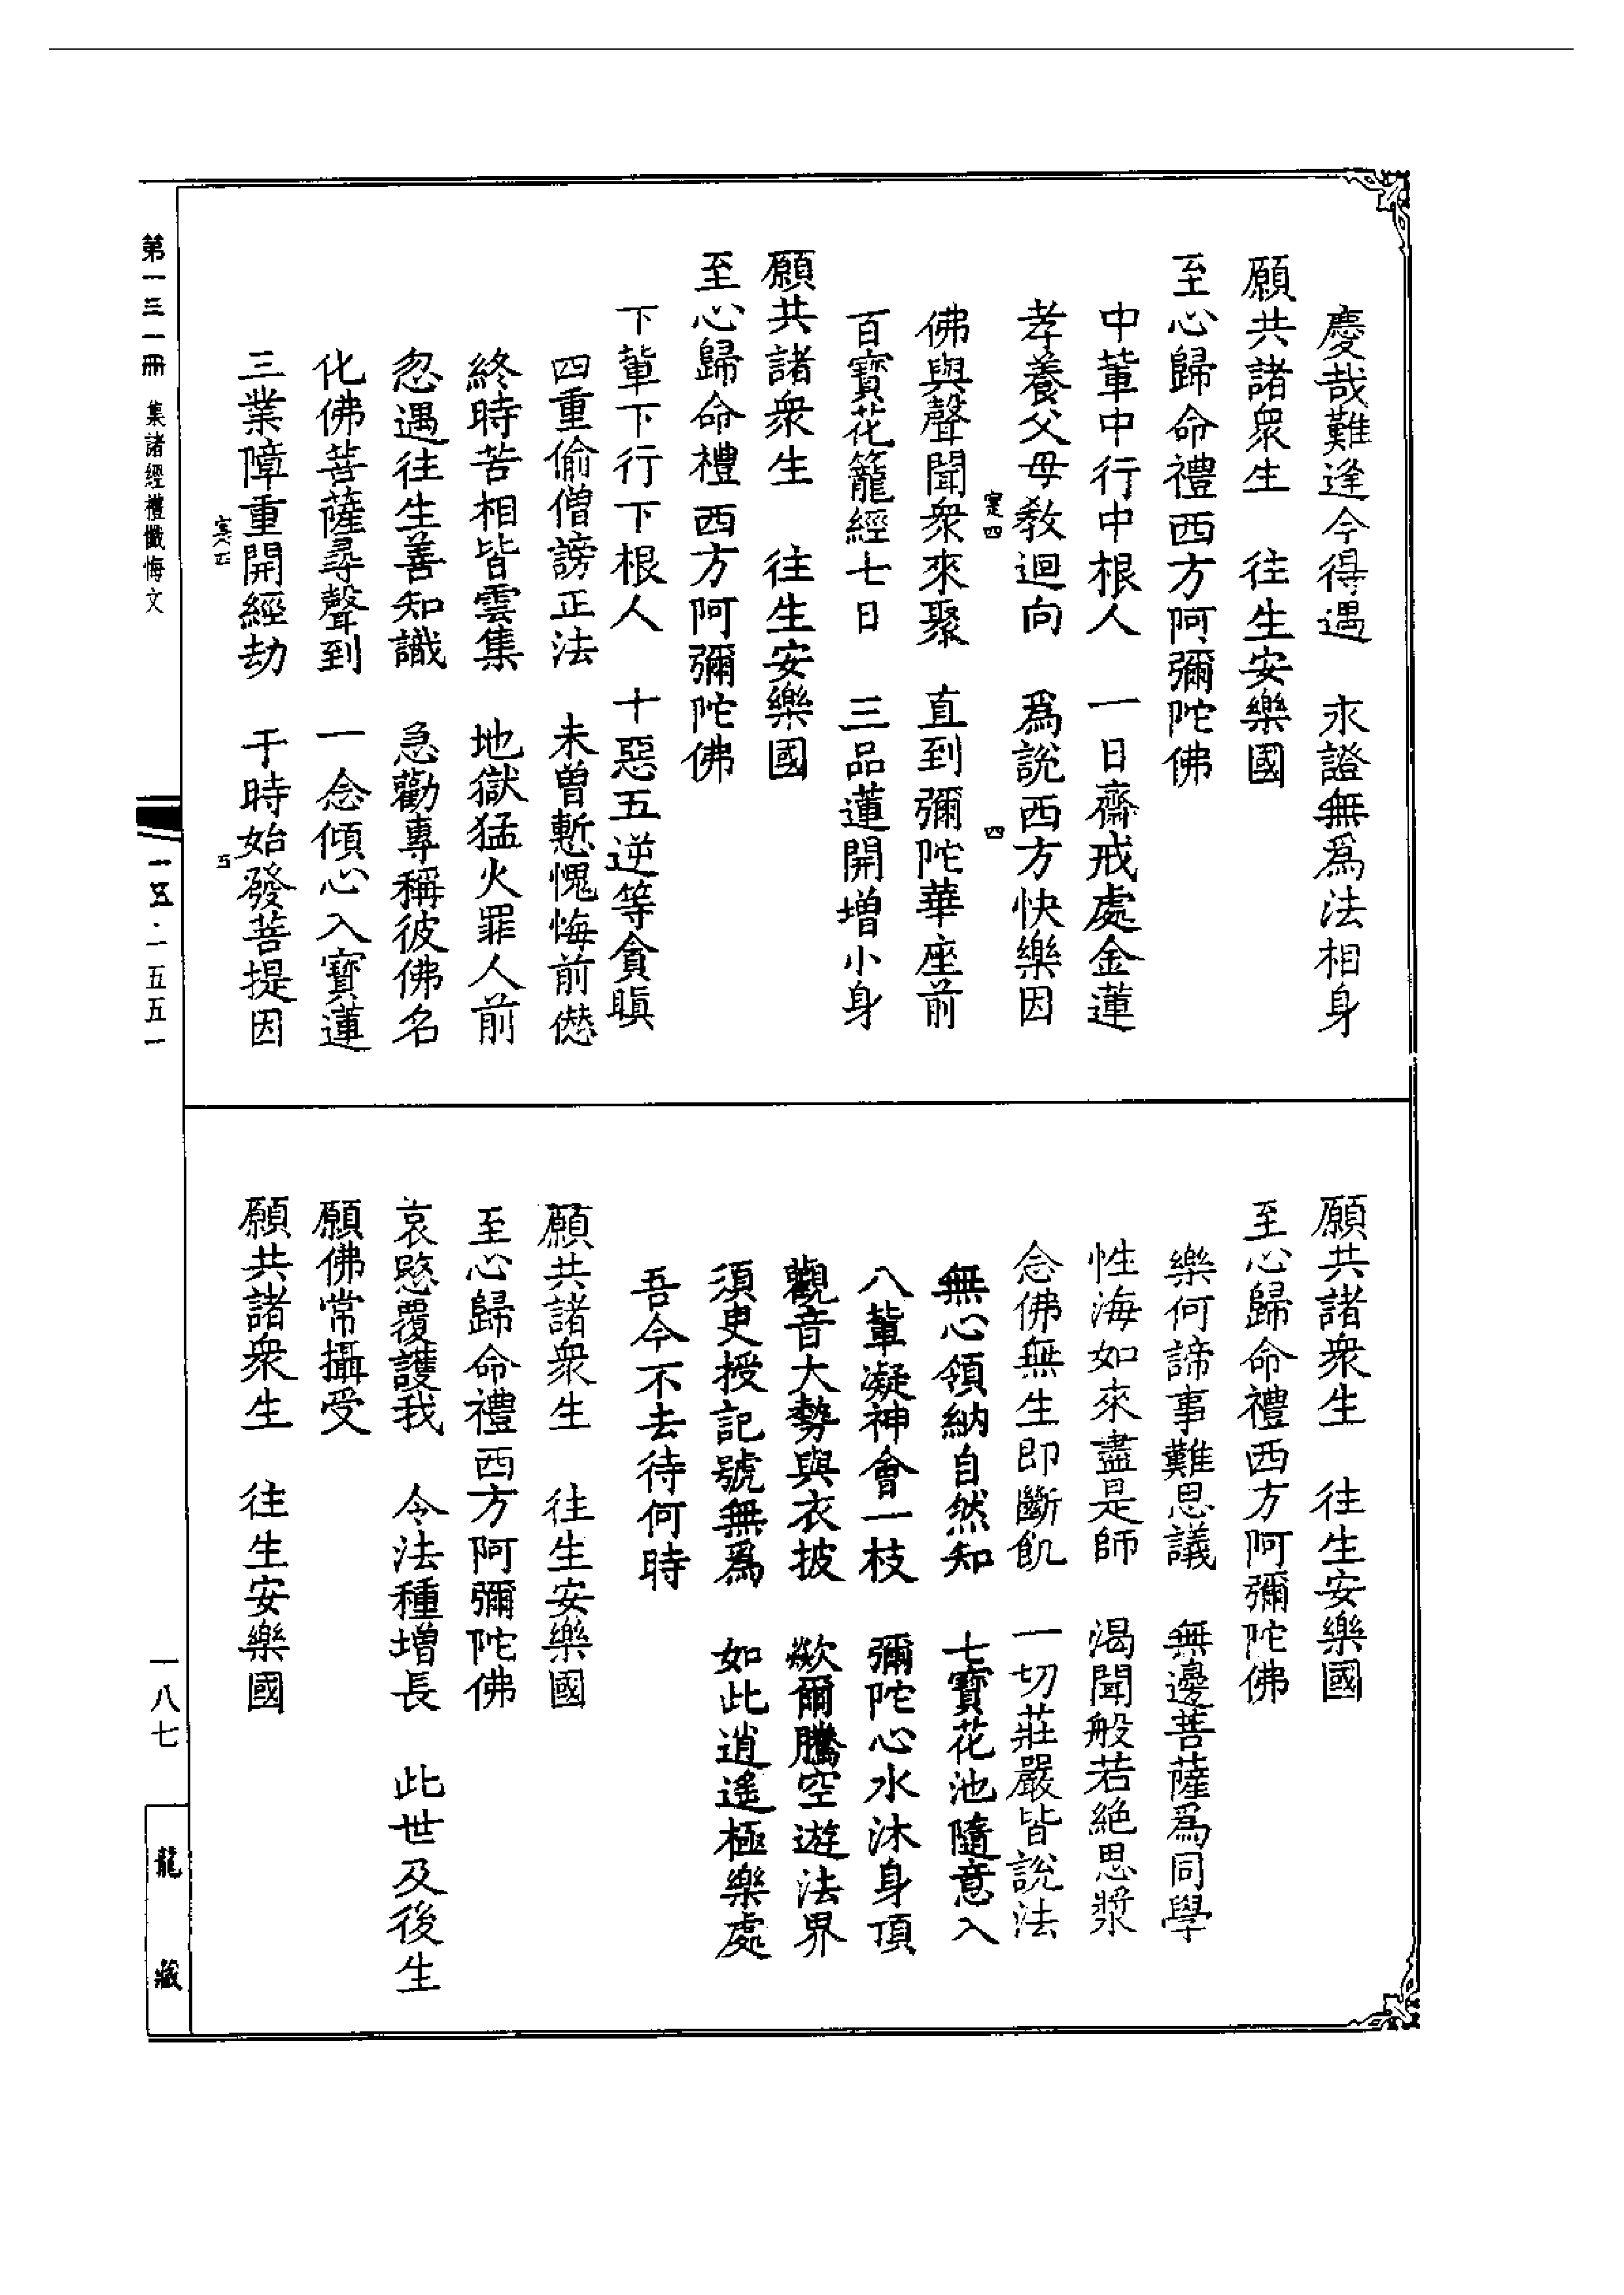 慶哉難逢今得遇　永證無爲法相身
願共諸衆生　往生安樂國
至心歸命禮西方阿彌陀佛
中輩中行中根人　一日齋戒處金蓮
孝養父母敎迴向　爲說西方快樂因
佛與聲聞衆來聚　直到彌陀華座前
百寶花籠經七日　三品蓮開增小身
願共諸衆生　往生安樂國
至心歸命禮西方阿彌陀佛
下輩下行下根人　十惡五逆等貪瞋
四重偷僧謗正法　未曾慙愧悔前愆
終時苦相皆雲集　地獄猛火罪人前
忽遇往生善知識　急勸專稱彼佛名
化佛菩薩尋聲到　一念傾心入寶蓮
三業障重開經劫　于時始發菩提因
願共諸衆生　往生安樂國
至心歸命禮西方阿彌陀佛
樂何諦事難思議　無邊菩薩爲同學
性海如來盡是師　渴聞般若絕思漿
念佛無生即斷飢　一切莊嚴皆說法
無心領納自然知　七寶花池隨意入
八輩凝神會一枝　彌陀心水沐身頂
觀音大勢與衣披　欻爾騰空遊法界
須臾授記號無爲　如此逍遙極樂處
吾今不去待何時
願共諸衆生　往生安樂國
至心歸命禮西方阿彌陀佛
哀愍覆護我　令法種增長　此世及後生
願佛常攝受
願共諸衆生　往生安樂國
第一三一冊　集諸經禮懺悔文
一八七
龍藏